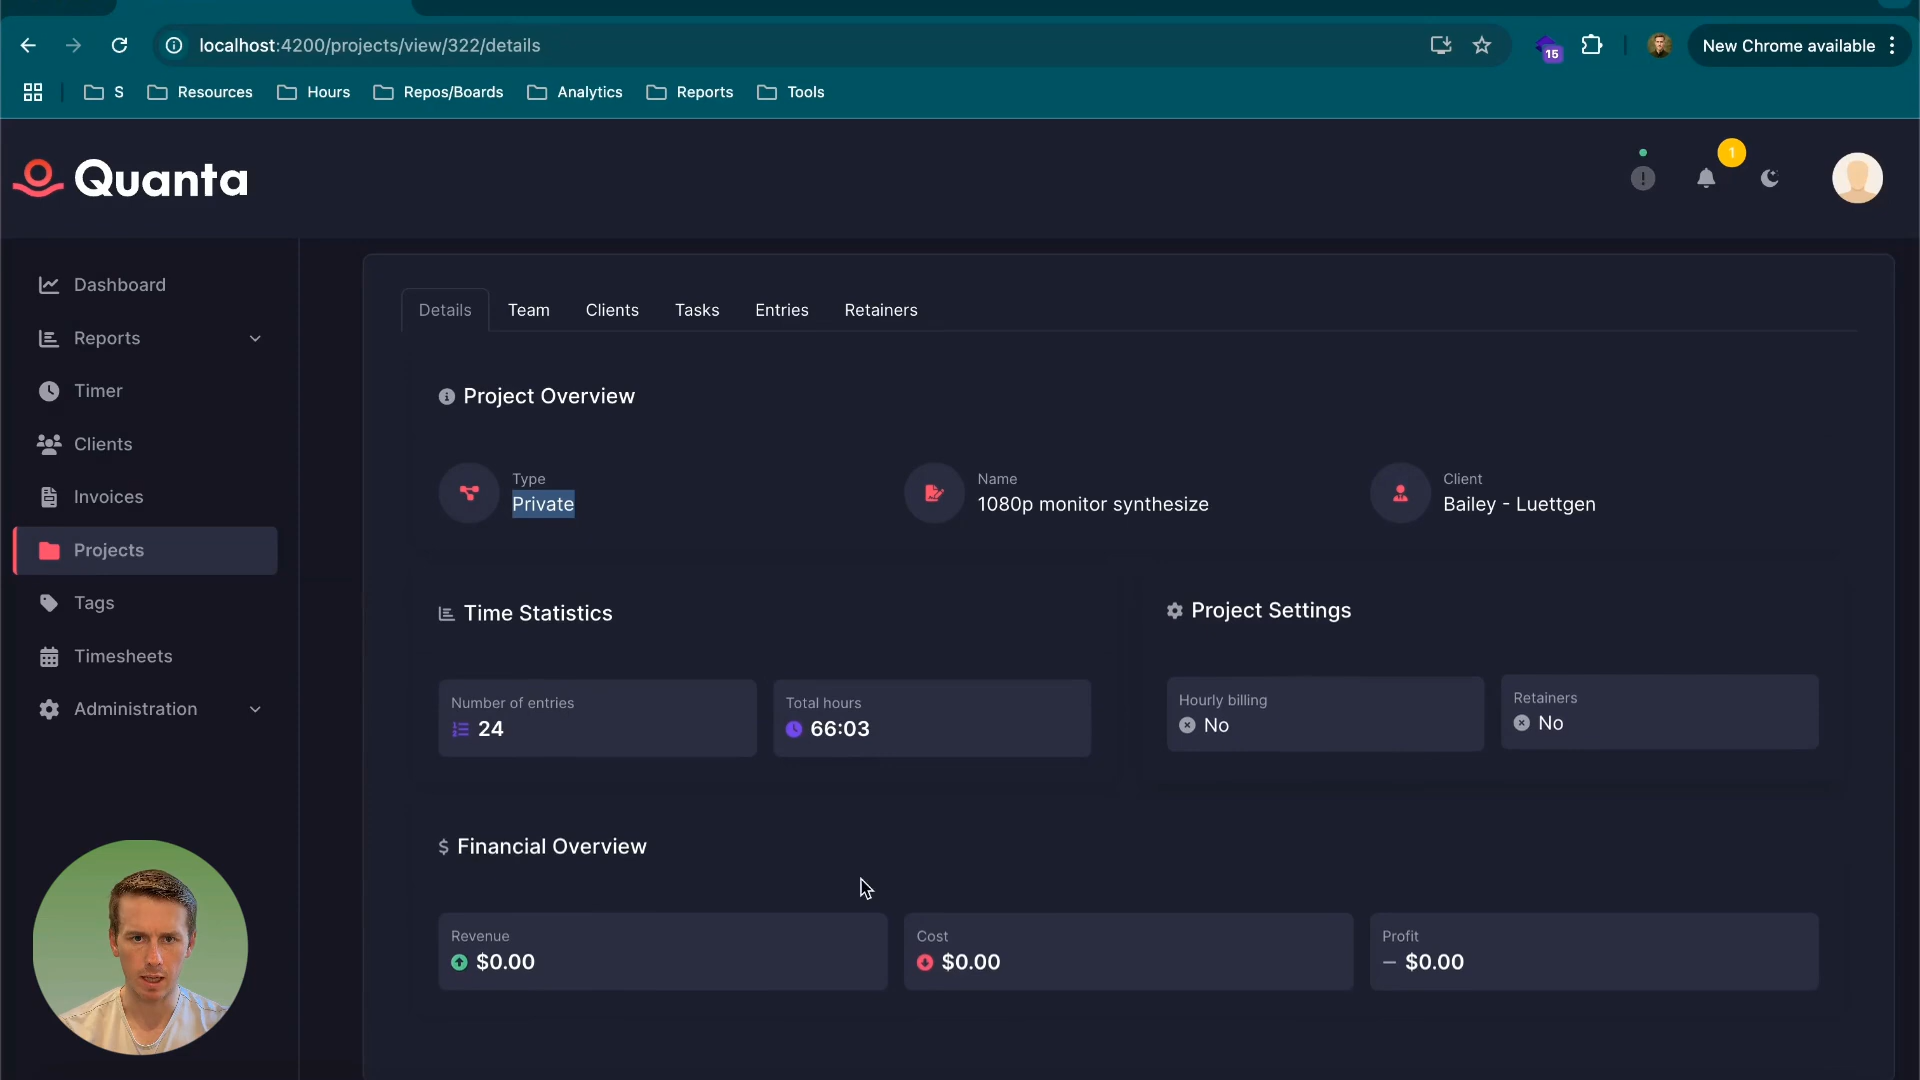 localhost:4200/projects/view/322/details
15
New Chrome available
S
Resources
Hours
Repos/Boards
Analytics
Reports
Tools
Quanta
1
Dashboard
Reports
Timer
Clients
Invoices
Projects
Tags
Timesheets
Administration
Details
Team
Clients
Tasks
Entries
Retainers
Project Overview
Type
Private
Name
1080p monitor synthesize
Client
Bailey - Luettgen
Time Statistics
Number of entries
24
Total hours
66:03
Project Settings
Hourly billing
No
Retainers
No
$ Financial Overview
Revenue
$0.00
Cost
$0.00
Profit
$0.00